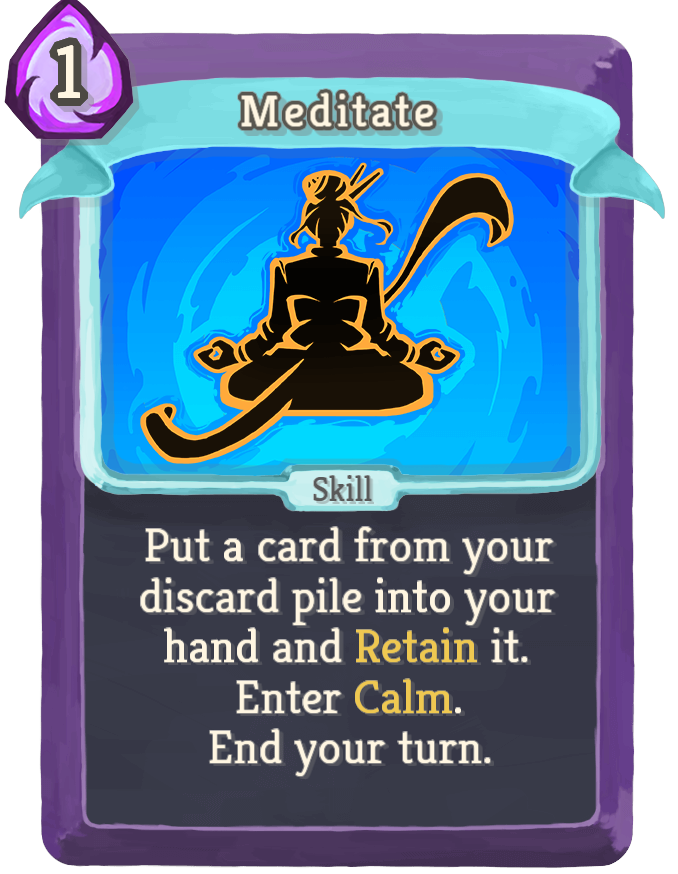 1
Meditate
Skill
Put a card from your
discard pile into your
hand and Retain it.
Enter Calm.
End your turn.